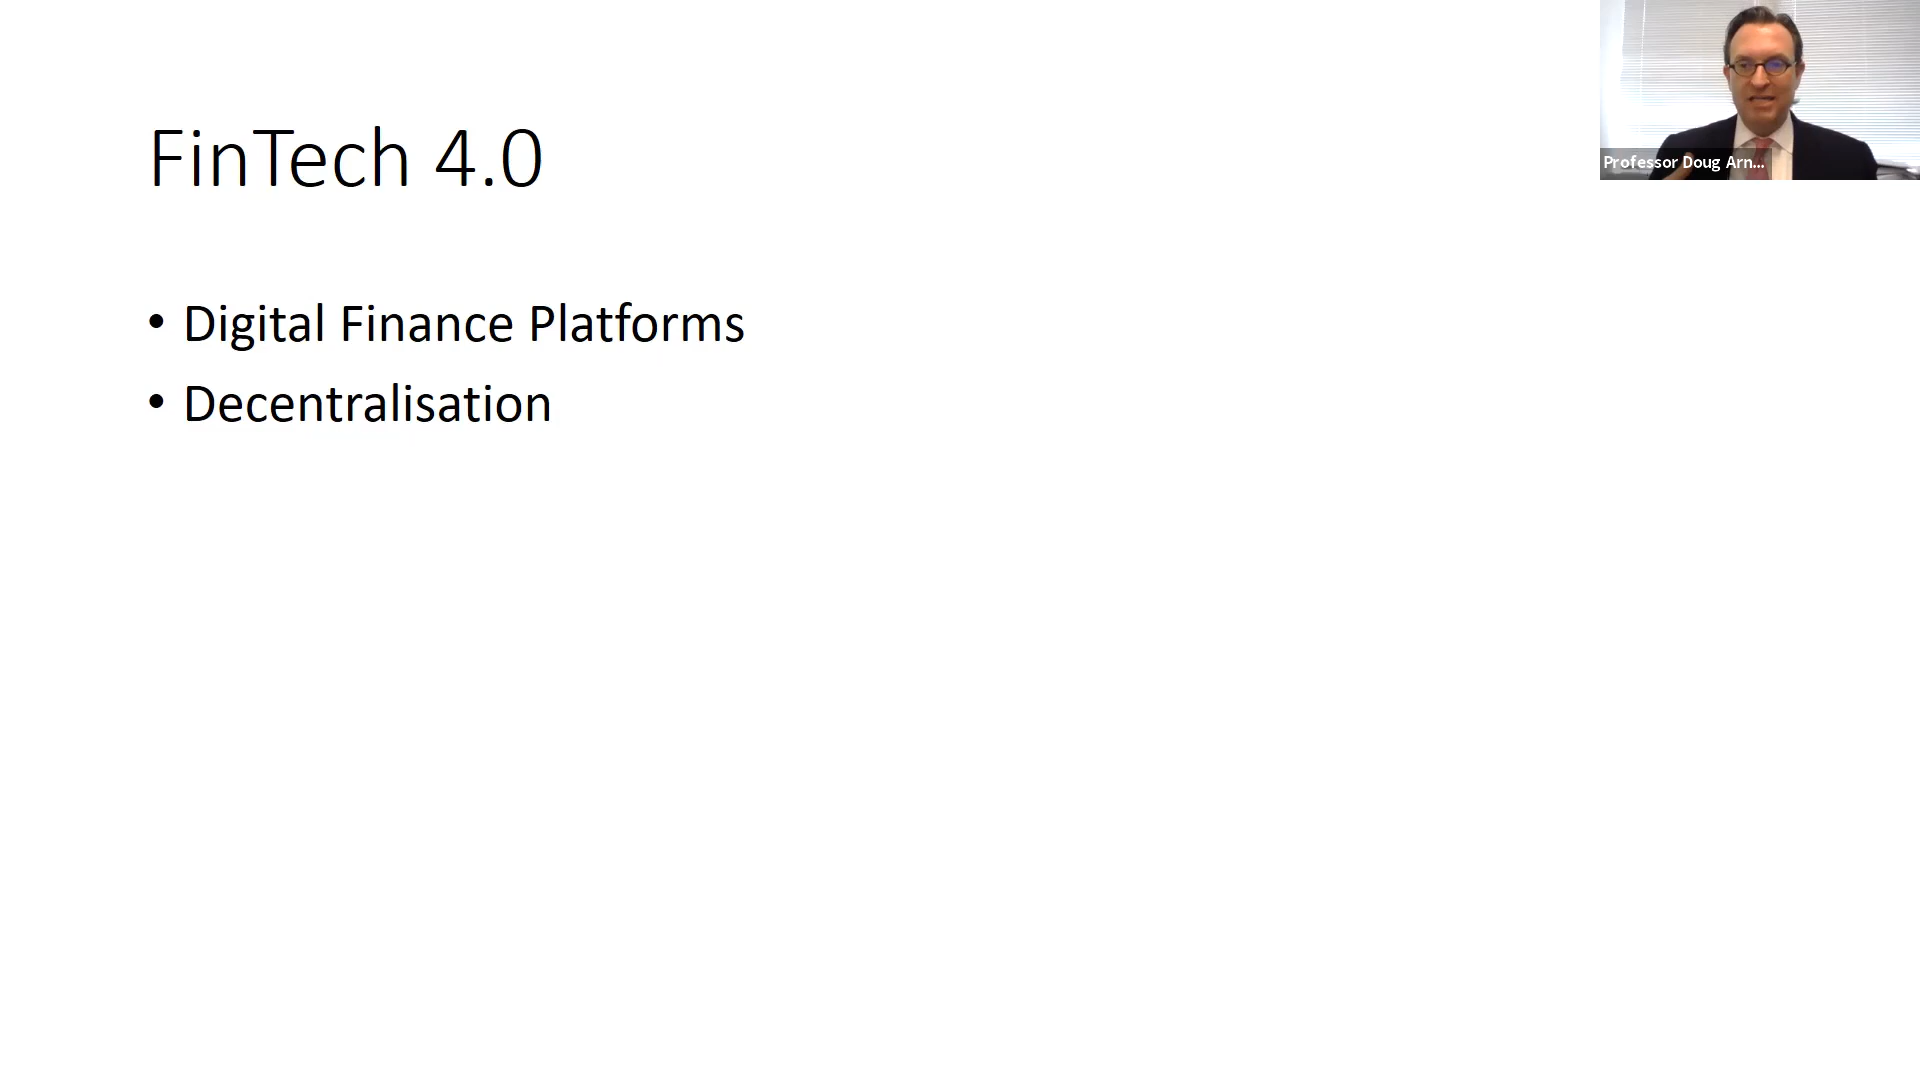 FinTech 4.0
• Digital Finance Platforms
• Decentralisation
Professor Doug Arn...